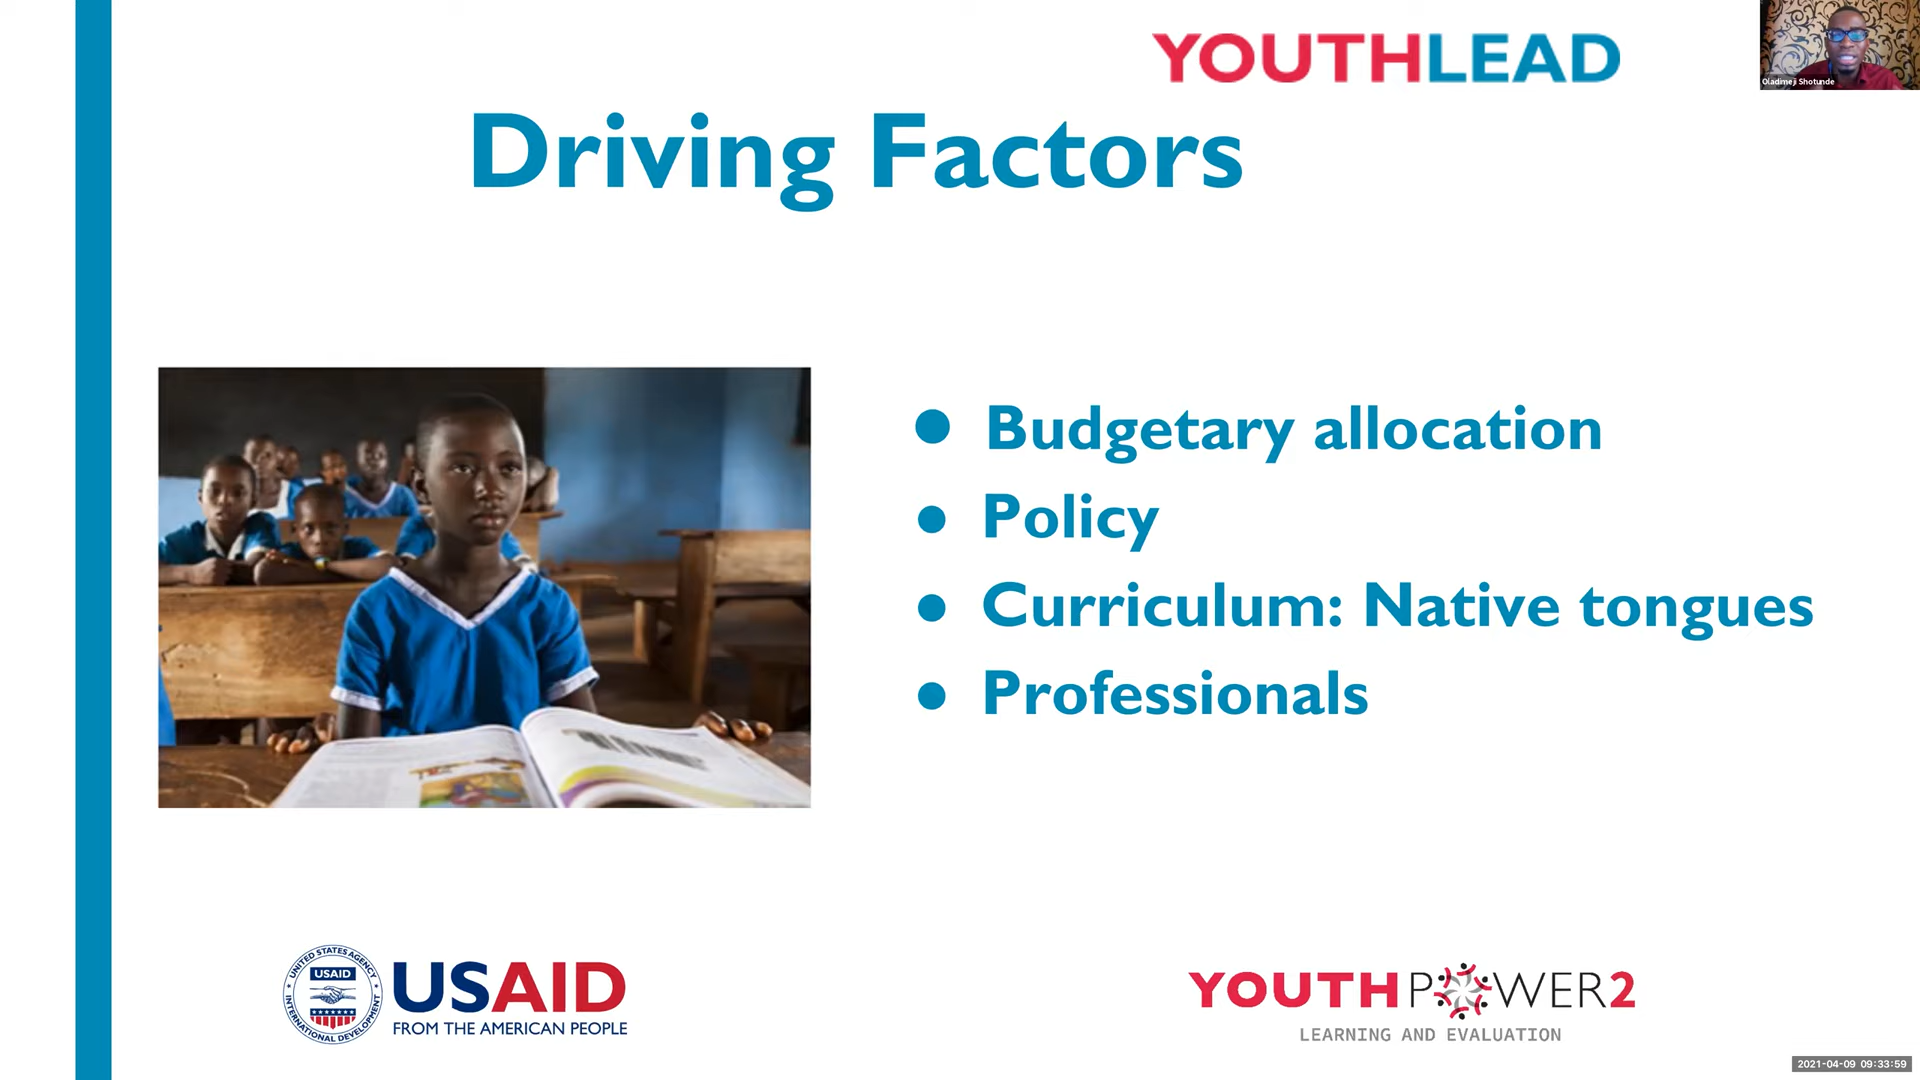 YOUTHLEAD
Oladimeji Shotunde
Driving Factors
● Budgetary allocation
● Policy
● Curriculum: Native tongues
● Professionals
UNITED STATES AGENCY
USAID
INTERNATIONAL DEVELOPMENT
USAID
FROM THE AMERICAN PEOPLE
YOUTHPOWER2
LEARNING AND EVALUATION
2021-04-09 09:33:59